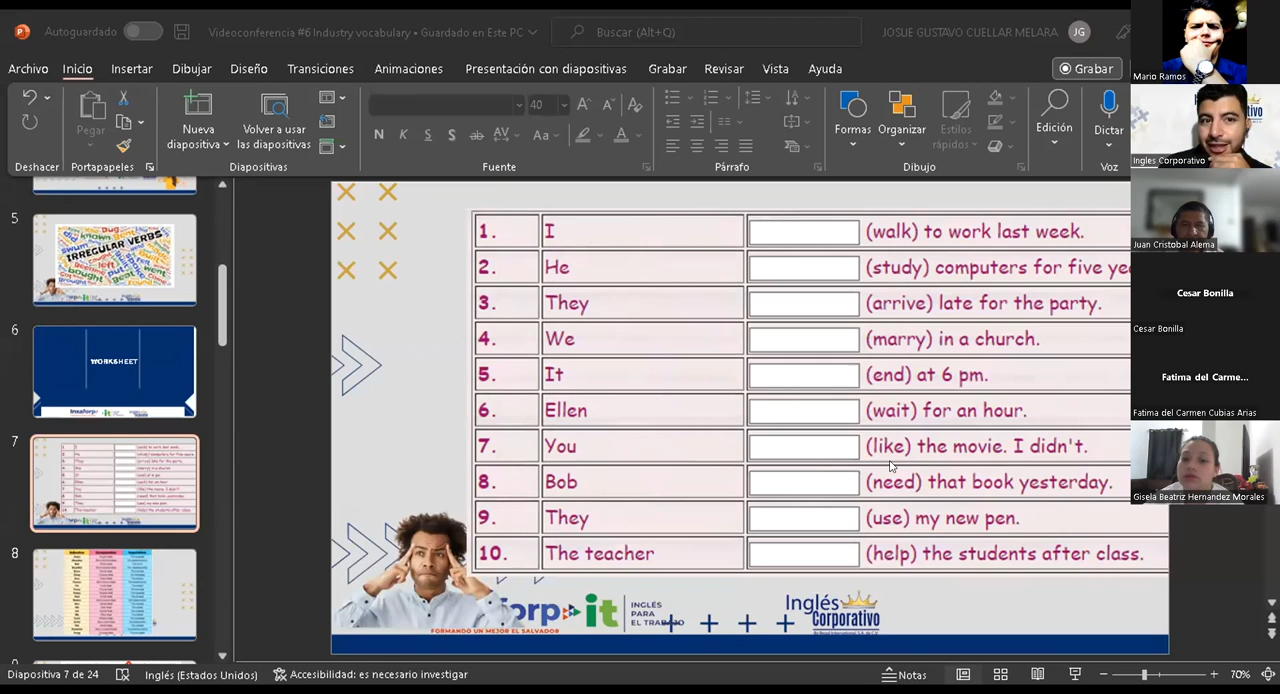 Autoguardado
Videoconferencia #6 Industry vocabulary • Guardado en Este PC
Buscar (Alt+Q)
JOSUE GUSTAVO CUELLAR MELARA
JG
Archivo Inicio Insertar Dibujar Diseño Transiciones Animaciones Presentación con diapositivas Grabar Revisar Vista Ayuda
Grabar
Pegar
Nueva diapositiva
Volver a usar las diapositivas
40
N K S S ab AV Aa A
Formas
Organizar
Estilos rápidos
Edición
Dictar
Deshacer
Portapapeles
Diapositivas
Fuente
Párrafo
Dibujo
Voz
Mario Ramos
Ingles Corporativo
Juan Cristobal Alema
Cesar Bonilla
Cesar Bonilla
Fatima del Carme...
Fatima del Carmen Cubias Arias
Gisela Beatriz Hernandez Morales
5
IRREGULAR VERBS
6
WORKSHEET
7
8
1. I (walk) to work last week.
2. He (study) computers for five ye
3. They (arrive) late for the party.
4. We (marry) in a church.
5. It (end) at 6 pm.
6. Ellen (wait) for an hour.
7. You (like) the movie. I didn't.
8. Bob (need) that book yesterday.
9. They (use) my new pen.
10. The teacher (help) the students after class.
forp it
INGLÉS
PARA
EL TRABAJO
FORMANDO UN MEJOR EL SALVADOR
Inglés
Corporativo
Diapositiva 7 de 24
Inglés (Estados Unidos)
Accesibilidad: es necesario investigar
Notas
70%